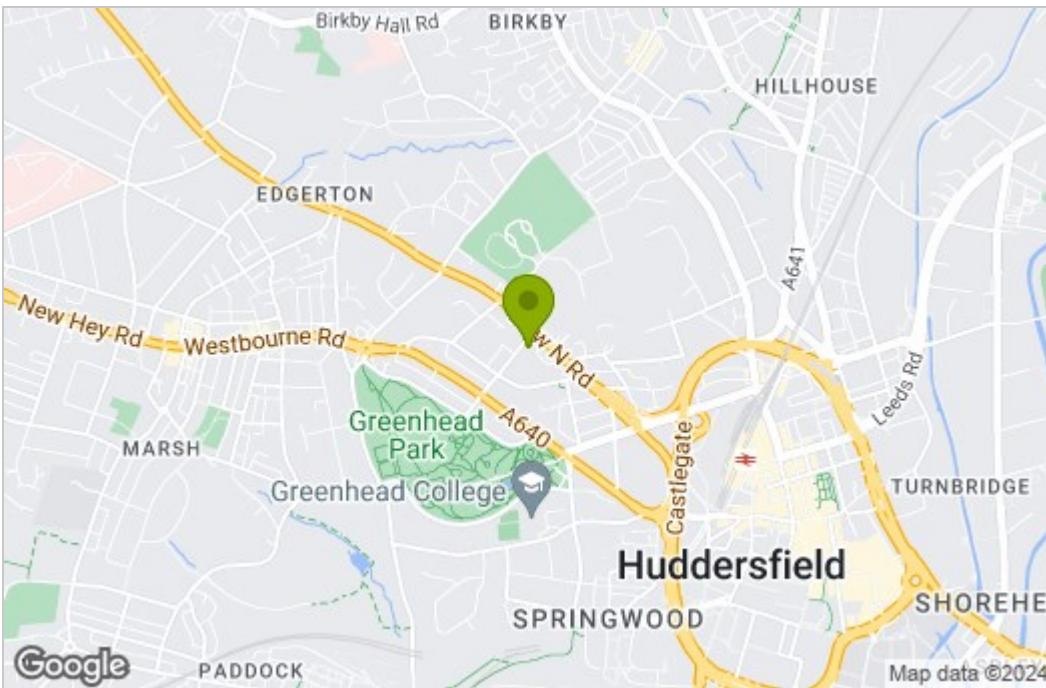 Birkby Hall Rd
BIRKBY
HILLHOUSE
EDGERTON
A641
New Hey Rd
Westbourne Rd
w N Rd
Leeds Rd
Greenhead
Park
A640
MARSH
Castlegate
Greenhead College
TURNBRIDGE
Huddersfield
SPRINGWOOD
SHOREHE
PADDOCK
Google
Map data ©2024